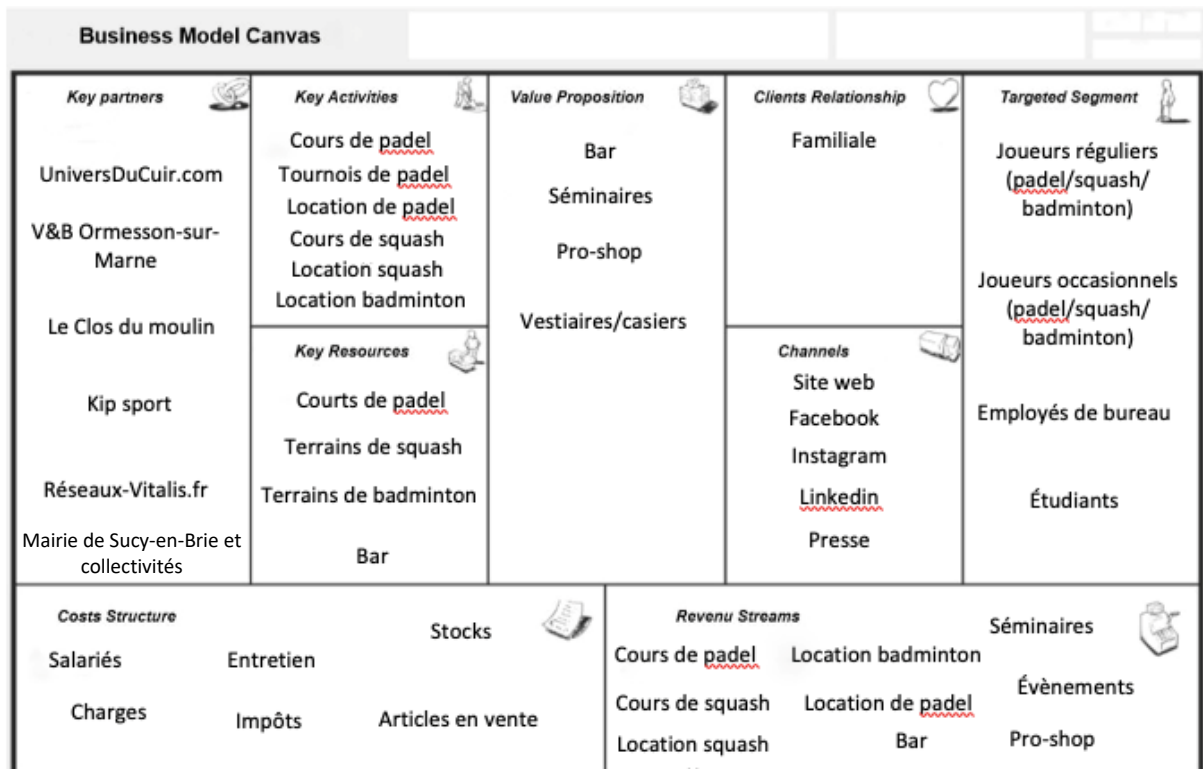 Business Model Canvas
Key partners
UniversDuCuir.com
V&B Ormesson-sur-
Marne
Le Clos du moulin
Kip sport
Réseaux-Vitalis.fr
Mairie de Sucy-en-Brie et
collectivités
Key Activities
Cours de padel
Tournois de padel
Location de padel
Cours de squash
Location squash
Location badminton
Key Resources
Courts de padel
Terrains de squash
Terrains de badminton
Bar
Value Proposition
Bar
Séminaires
Pro-shop
Vestiaires/casiers
Clients Relationship
Familiale
Channels
Site web
Facebook
Instagram
Linkedin
Presse
Targeted Segment
Joueurs réguliers
(padel/squash/
badminton)
Joueurs occasionnels
(padel/squash/
badminton)
Employés de bureau
Étudiants
Costs Structure
Stocks
Salariés
Entretien
Charges
Impôts
Articles en vente
Revenu Streams
Séminaires
Cours de padel
Location badminton
Évènements
Cours de squash
Location de padel
Location squash
Bar
Pro-shop